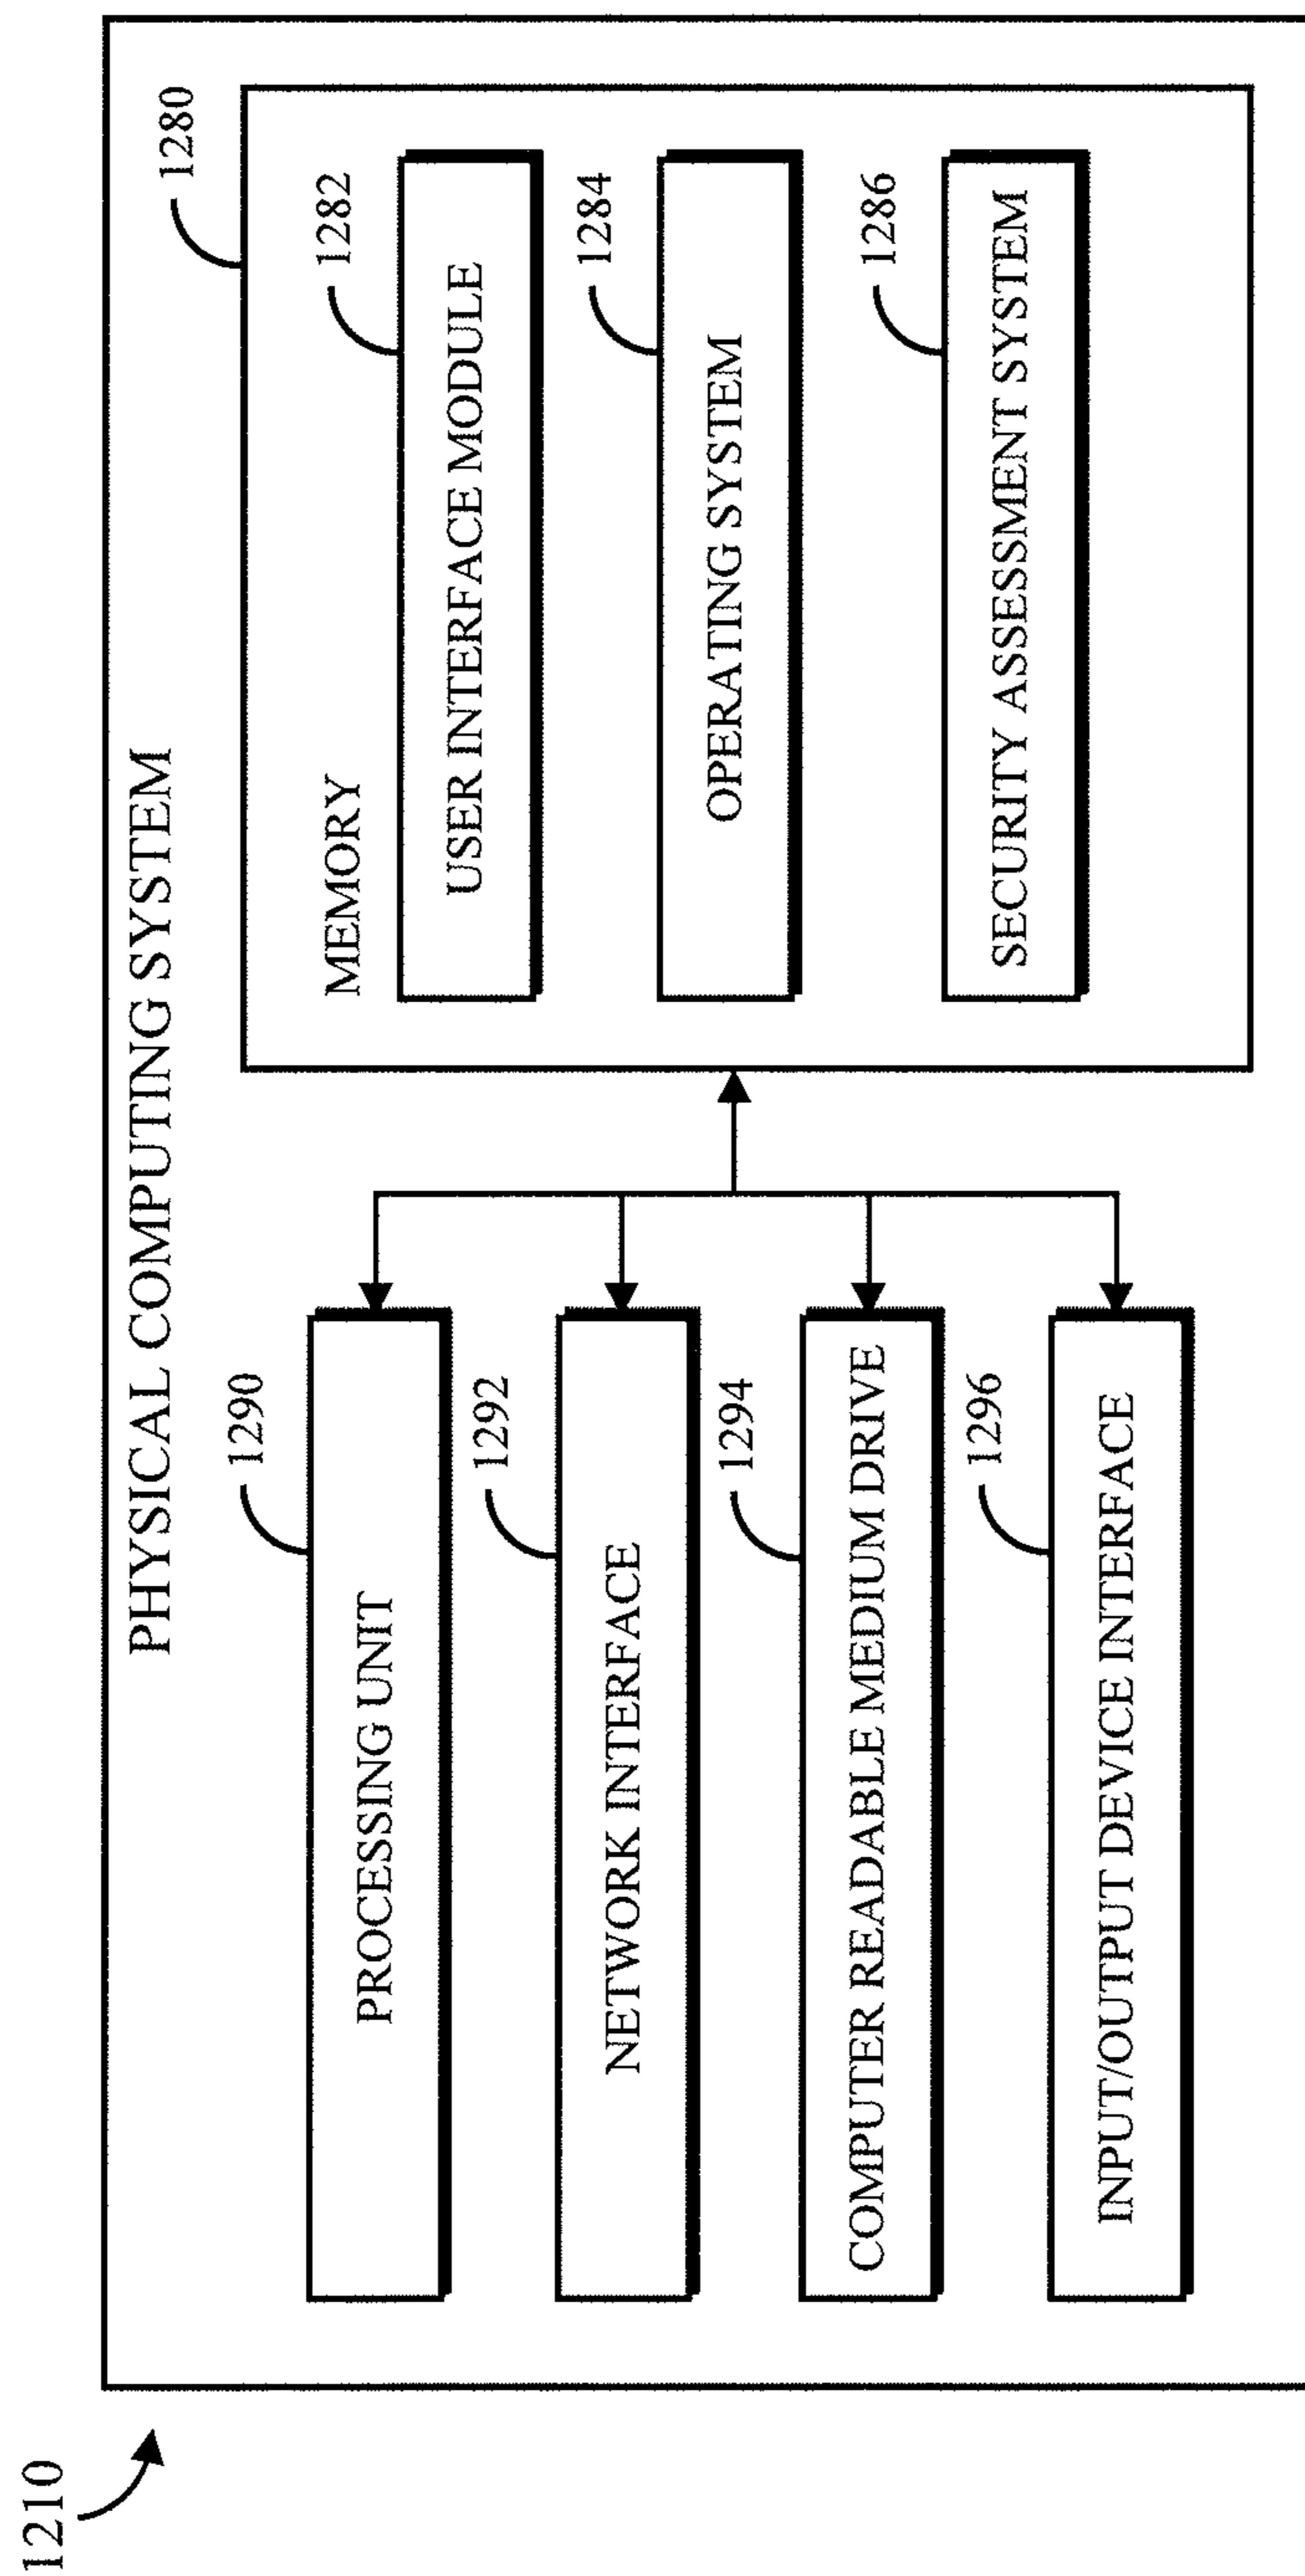 1210
PHYSICAL COMPUTING SYSTEM
1290
PROCESSING UNIT
1292
NETWORK INTERFACE
1294
COMPUTER READABLE MEDIUM DRIVE
1296
INPUT/OUTPUT DEVICE INTERFACE
1280
MEMORY
1282
USER INTERFACE MODULE
1284
OPERATING SYSTEM
1286
SECURITY ASSESSMENT SYSTEM